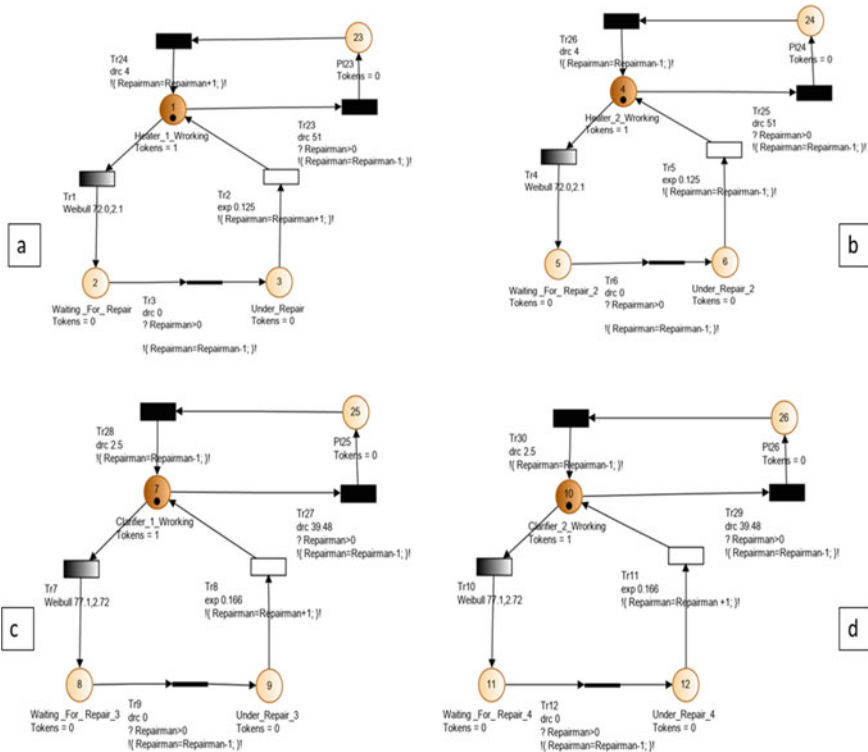 23
Tr24
drc 4
!{ Repairman=Repairman+1; }!
Pl23
Tokens = 0
1
Heater_1_Wrorking
Tokens = 1
Tr23
drc 51
? Repairman>0
!{ Repairman=Repairman-1; }!
Tr1
Weibull 72.0,2.1
Tr2
exp 0.125
!{ Repairman=Repairman+1; }!
a
2
3
Waiting _For_ Repair
Tokens = 0
Tr3
drc 0
? Repairman>0
!{ Repairman=Repairman-1; }!
Under_Repair
Tokens = 0
24
Tr26
drc 4
!{ Repairman=Repairman-1; }!
Pl24
Tokens = 0
4
Heater_2_Wrorking
Tokens = 1
Tr25
drc 51
? Repairman>0
!{ Repairman=Repairman-1; }!
Tr4
Weibull 72.0,2.1
Tr5
exp 0.125
!{ Repairman=Repairman-1; }!
b
5
6
Waiting _For_Repair_2
Tokens = 0
Tr6
drc 0
? Repairman>0
!{ Repairman=Repairman-1; }!
Under_Repair_2
Tokens = 0
25
Tr28
drc 2.5
!{ Repairman=Repairman-1; }!
Pl25
Tokens = 0
7
Clarifier_1_Wrorking
Tokens = 1
Tr27
drc 39.48
? Repairman>0
!{ Repairman=Repairman-1; }!
Tr7
Weibull 77.1,2.72
Tr8
exp 0.166
!{ Repairman=Repairman+1; }!
c
8
9
Waiting _For_ Repair_3
Tokens = 0
Tr9
drc 0
? Repairman>0
!{ Repairman=Repairman-1; }!
Under_Repair_3
Tokens = 0
26
Tr30
drc 2.5
!{ Repairman=Repairman-1; }!
Pl26
Tokens = 0
10
Clarifier_2_Working
Tokens = 1
Tr29
drc 39.48
? Repairman>0
!{ Repairman=Repairman-1; }!
Tr10
Weibull 77.1,2.72
Tr11
exp 0.166
!{ Repairman=Repairman +1; }!
d
11
12
Waiting _For_ Repair_4
Tokens = 0
Tr12
drc 0
? Repairman>0
!{ Repairman=Repairman-1; }!
Under_Repair_4
Tokens = 0